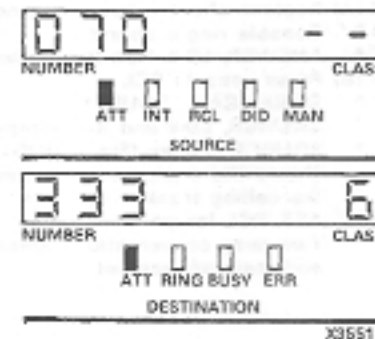 070 --
NUMBER CLAS
ATT INT RCL DID MAN
SOURCE
333 6
NUMBER CLAS
ATT RING BUSY ERR
DESTINATION
X3551